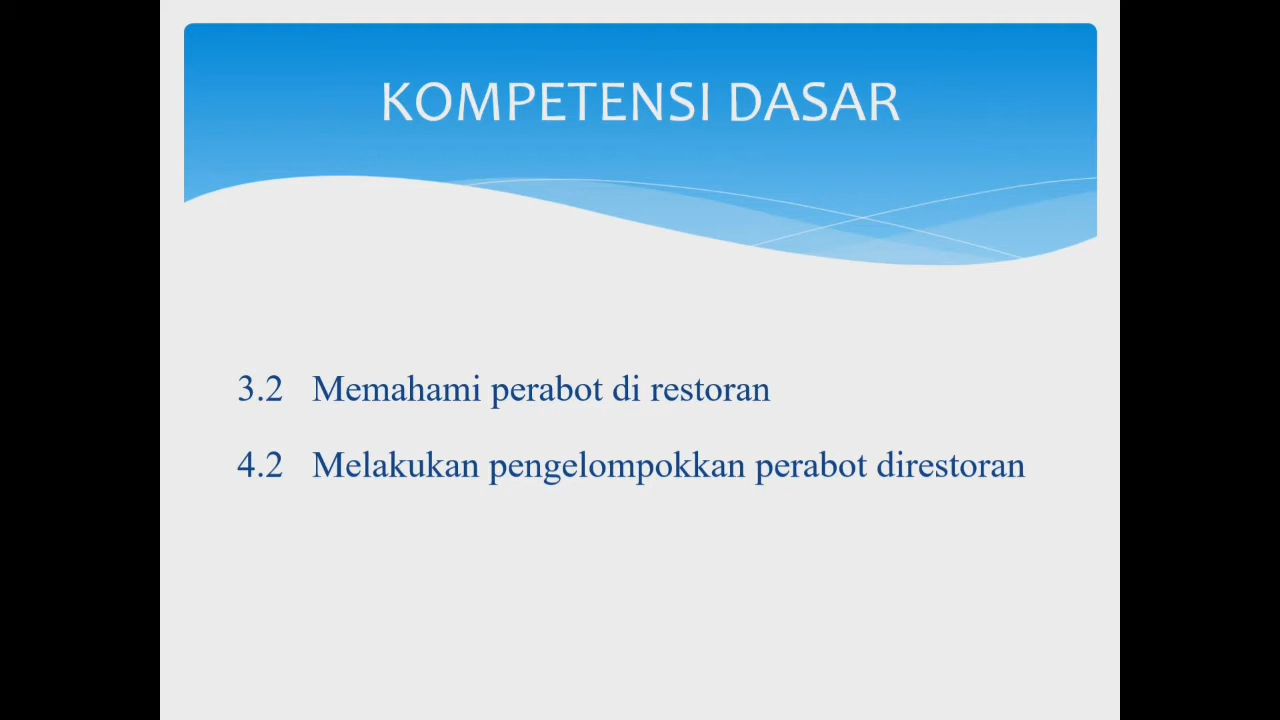 KOMPETENSI DASAR
3.2 Memahami perabot di restoran
4.2 Melakukan pengelompokkan perabot direstoran